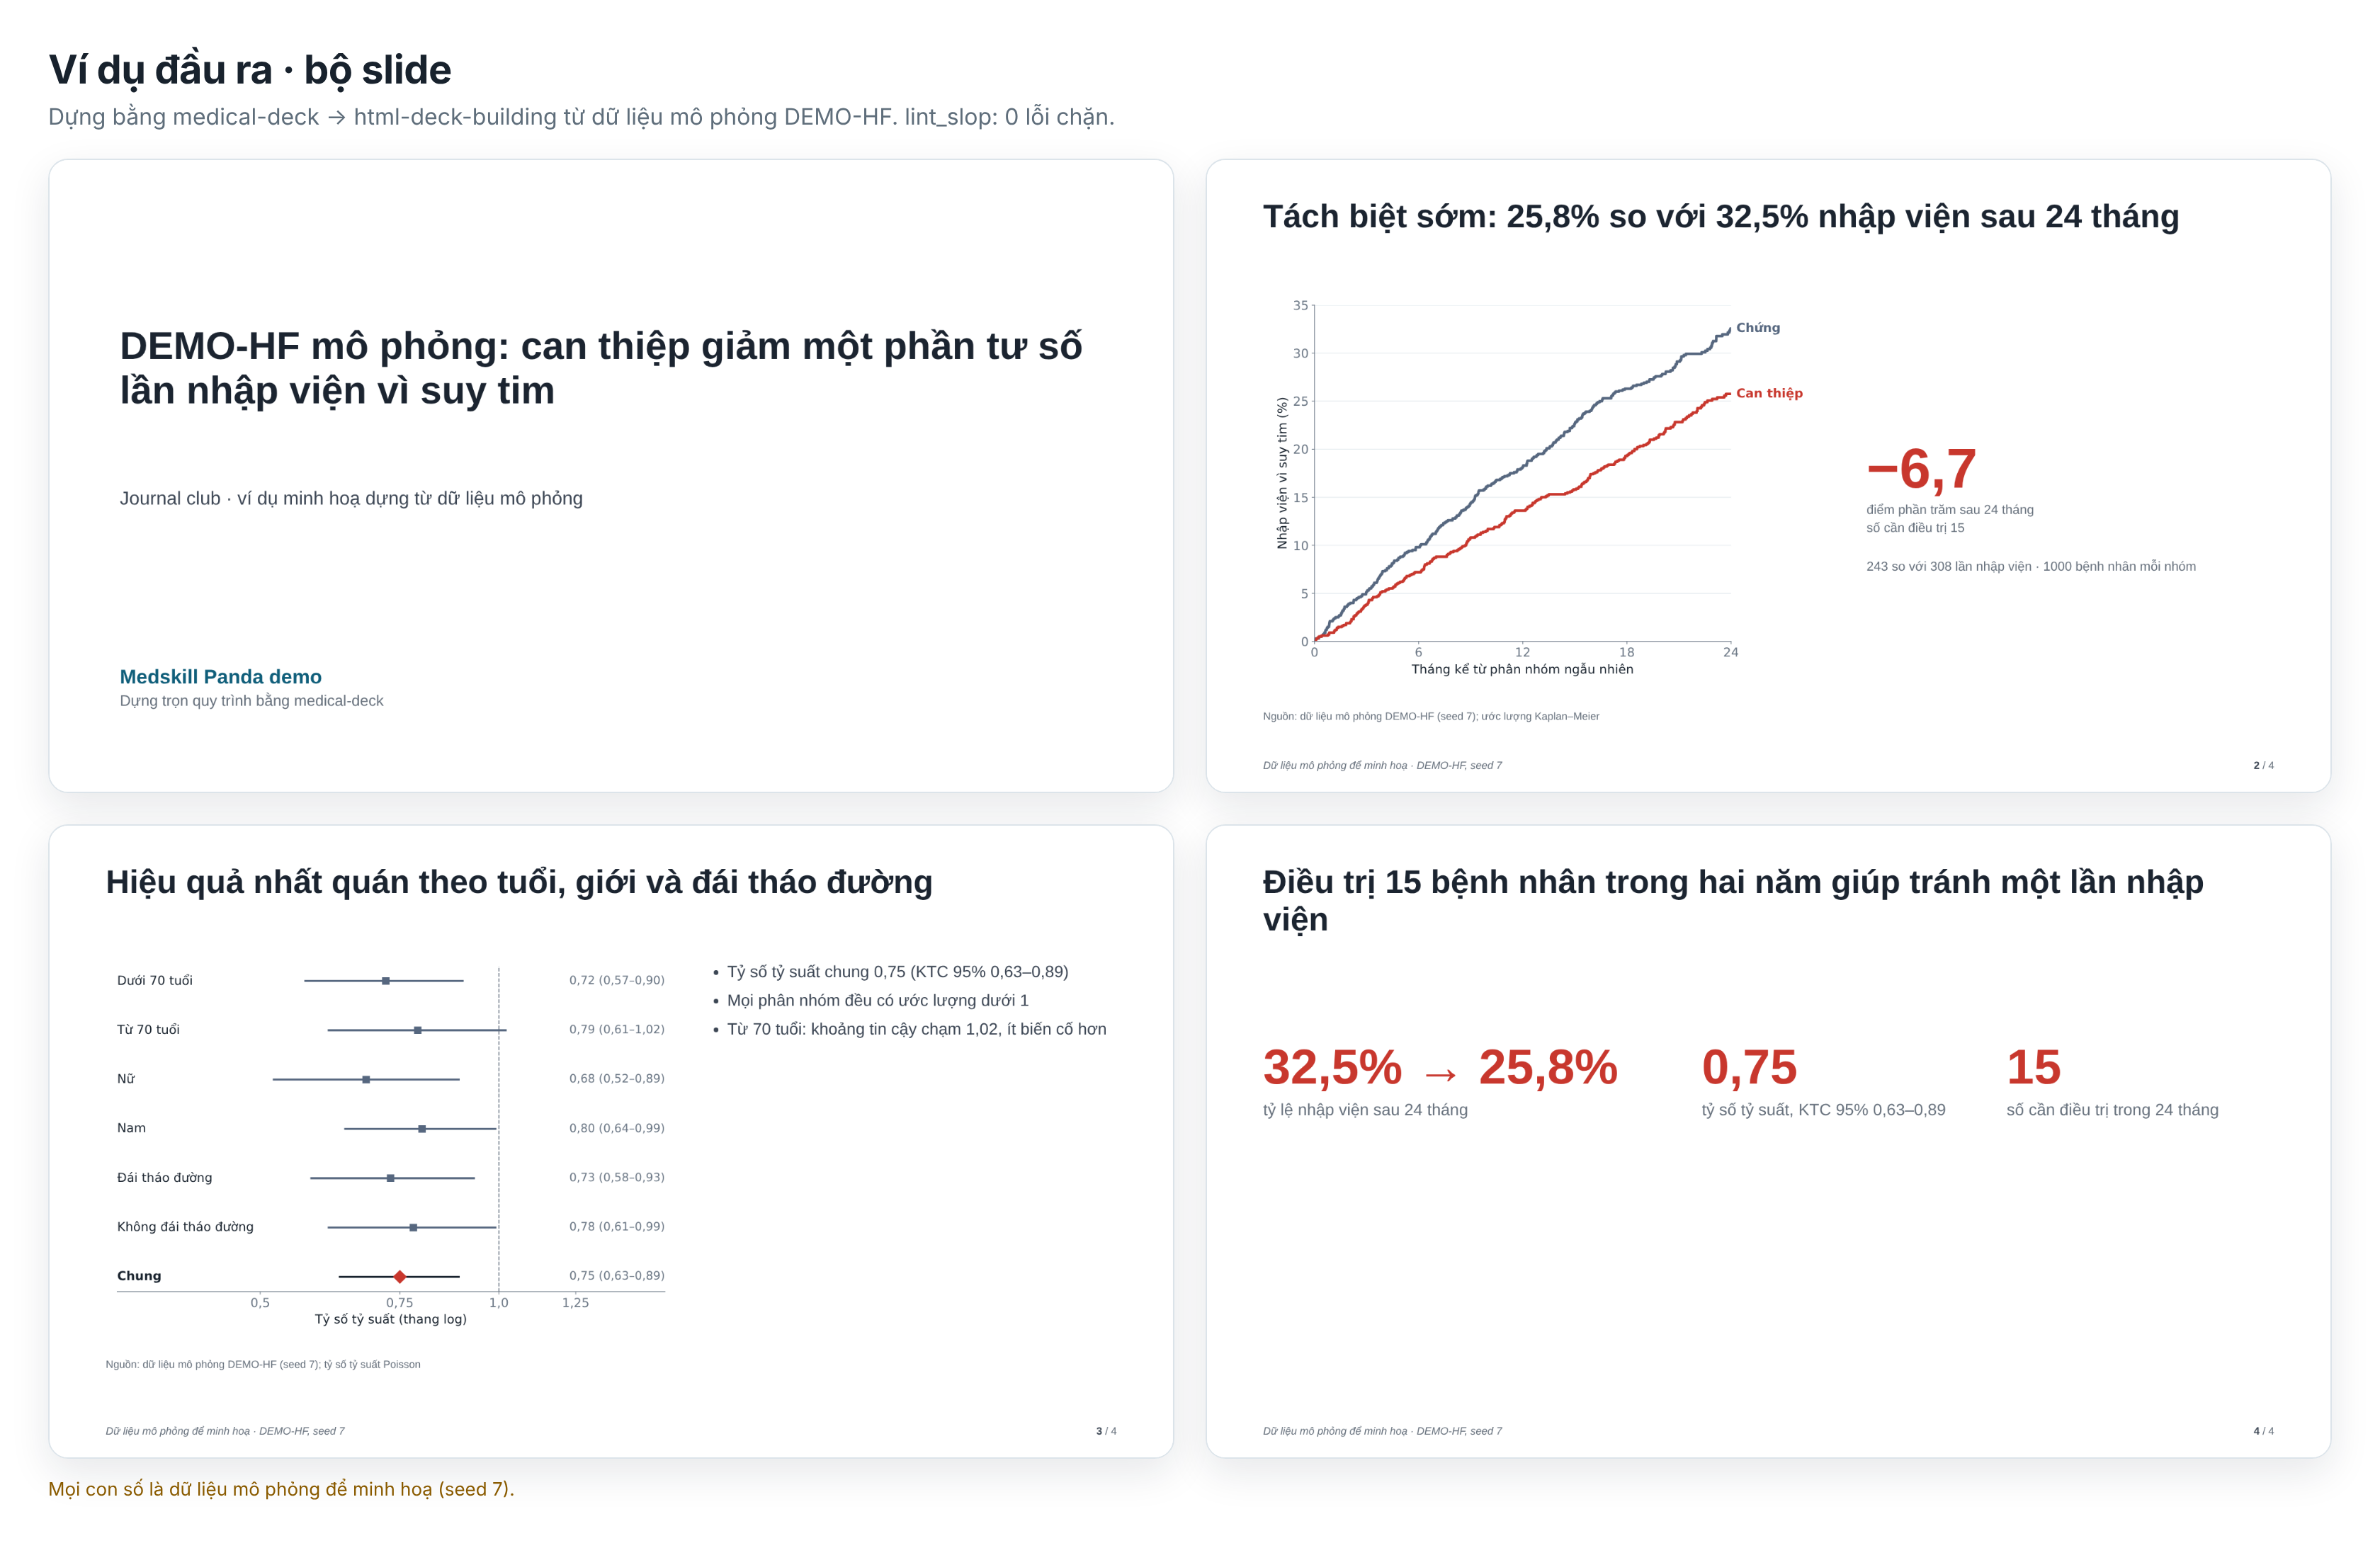 Ví dụ đầu ra · bộ slide
Dựng bằng medical-deck → html-deck-building từ dữ liệu mô phỏng DEMO-HF. lint_slop: 0 lỗi chặn.
DEMO-HF mô phỏng: can thiệp giảm một phần tư số
lần nhập viện vì suy tim
Journal club · ví dụ minh hoạ dựng từ dữ liệu mô phỏng
Medskill Panda demo
Dựng trọn quy trình bằng medical-deck
Tách biệt sớm: 25,8% so với 32,5% nhập viện sau 24 tháng
Nhập viện vì suy tim (%)
35
30
25
20
15
10
5
0
Chứng
Can thiệp
0 6 12 18 24
Tháng kể từ phân nhóm ngẫu nhiên
−6,7
điểm phần trăm sau 24 tháng
số cần điều trị 15
243 so với 308 lần nhập viện · 1000 bệnh nhân mỗi nhóm
Nguồn: dữ liệu mô phỏng DEMO-HF (seed 7); ước lượng Kaplan–Meier
Dữ liệu mô phỏng để minh hoạ · DEMO-HF, seed 7
2 / 4
Hiệu quả nhất quán theo tuổi, giới và đái tháo đường
Dưới 70 tuổi 0,72 (0,57–0,90)
Từ 70 tuổi 0,79 (0,61–1,02)
Nữ 0,68 (0,52–0,89)
Nam 0,80 (0,64–0,99)
Đái tháo đường 0,73 (0,58–0,93)
Không đái tháo đường 0,78 (0,61–0,99)
Chung 0,75 (0,63–0,89)
0,5 0,75 1,0 1,25
Tỷ số tỷ suất (thang log)
• Tỷ số tỷ suất chung 0,75 (KTC 95% 0,63–0,89)
• Mọi phân nhóm đều có ước lượng dưới 1
• Từ 70 tuổi: khoảng tin cậy chạm 1,02, ít biến cố hơn
Nguồn: dữ liệu mô phỏng DEMO-HF (seed 7); tỷ số tỷ suất Poisson
Dữ liệu mô phỏng để minh hoạ · DEMO-HF, seed 7
3 / 4
Điều trị 15 bệnh nhân trong hai năm giúp tránh một lần nhập
viện
32,5% → 25,8%
tỷ lệ nhập viện sau 24 tháng
0,75
tỷ số tỷ suất, KTC 95% 0,63–0,89
15
số cần điều trị trong 24 tháng
Dữ liệu mô phỏng để minh hoạ · DEMO-HF, seed 7
4 / 4
Mọi con số là dữ liệu mô phỏng để minh hoạ (seed 7).